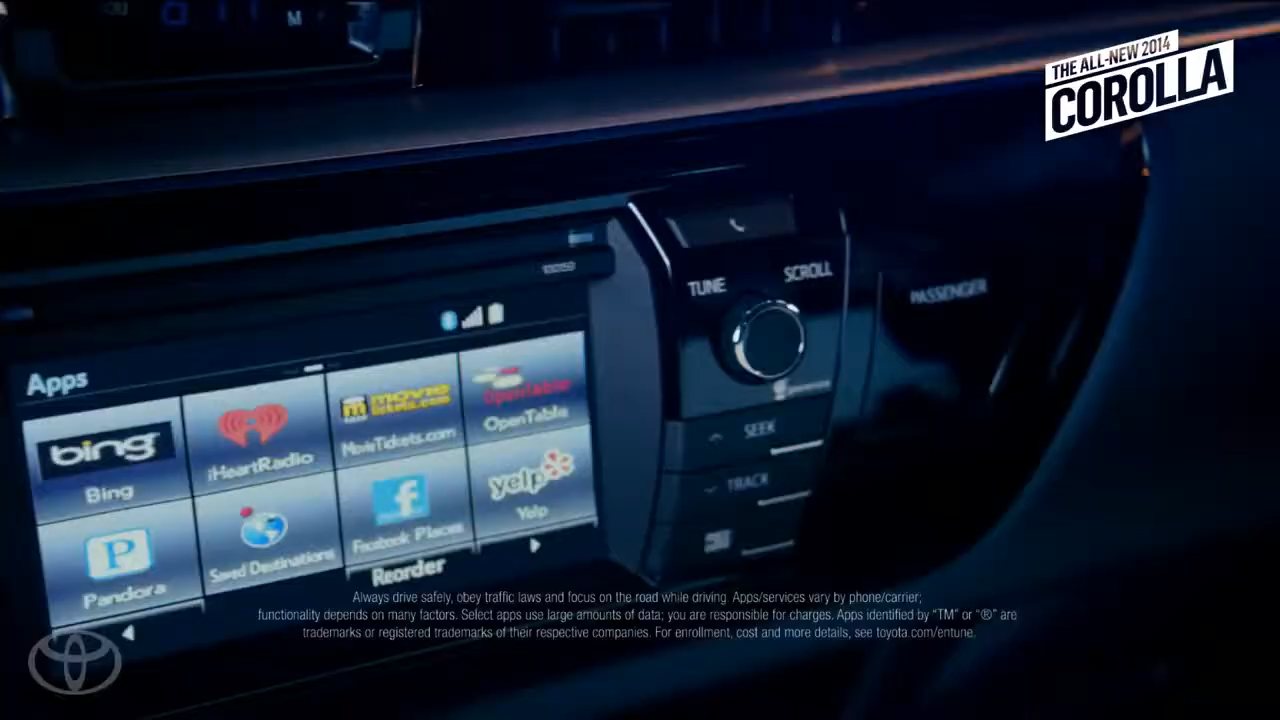 M
THE ALL-NEW 2014
COROLLA
TUNE
SCROLL
PASSENGER
Apps
bing
Bing
iHeartRadio
movie
tickets.com
MovieTickets.com
OpenTable
OpenTable
SEEK
TRACK
P
Pandora
Saved Destinations
f
Facebook Places
yelp
Yelp
Reorder
Always drive safely, obey traffic laws and focus on the road while driving. Apps/services vary by phone/carrier;
functionality depends on many factors. Select apps use large amounts of data; you are responsible for charges. Apps identified by “TM” or “®” are
trademarks or registered trademarks of their respective companies. For enrollment, cost and more details, see toyota.com/entune.